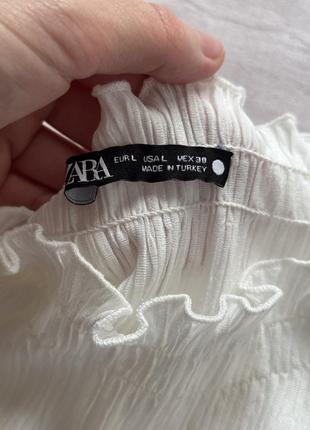 ZARA
EUR L USA L MEX 30
MADE IN TURKEY